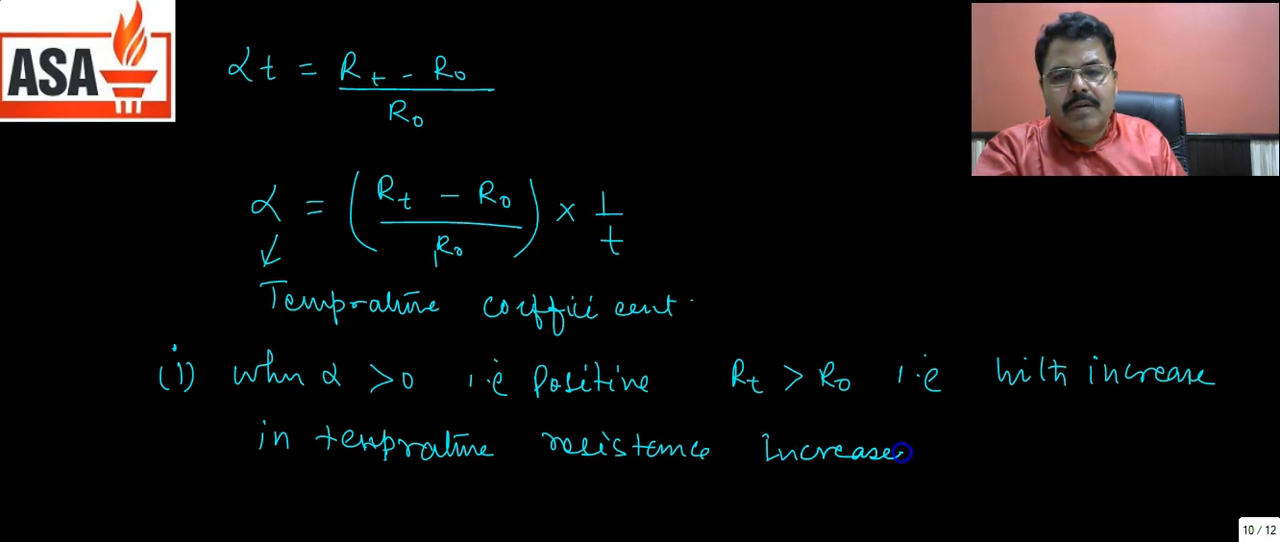 ASA
αt = (Rt - R0) / R0
α = ((Rt - R0) / R0) × 1/t
Temprature coefficient.
(i) when α > 0 i.e Positive Rt > R0 i.e with increase
in temprature resistance increase
10 / 12